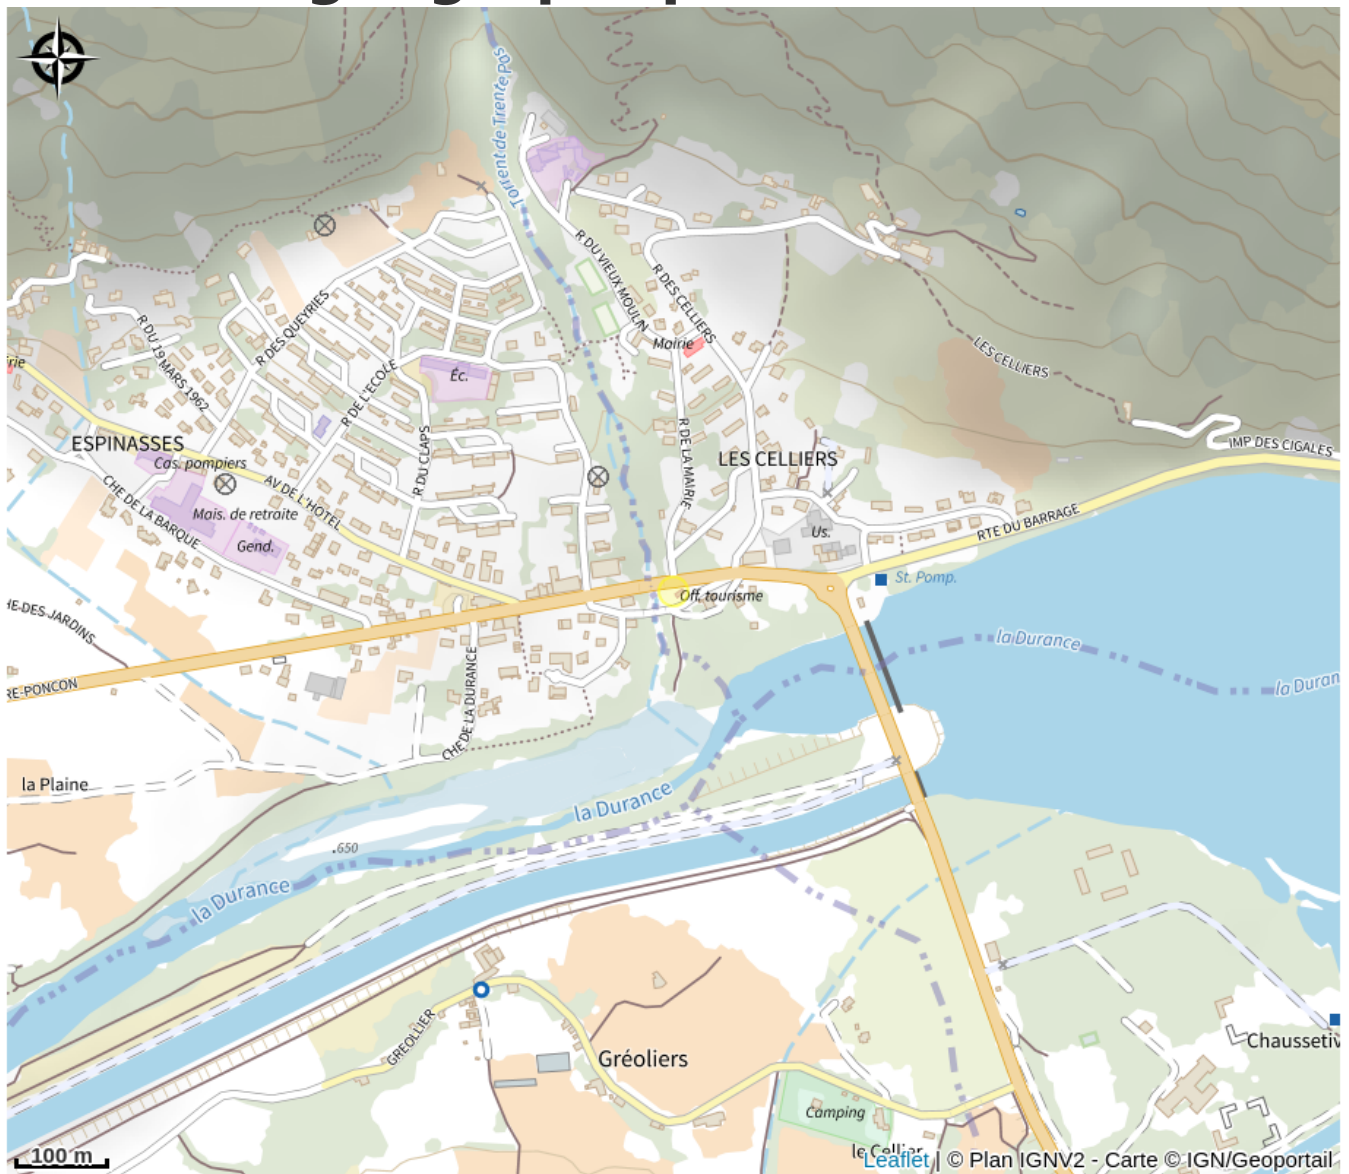 Torrent de Trente Pas
R DU VIEUX MOULIN
R DES CELLIERS
R DES QUEYRIES
R DU 19 MARS 1962
Mairie
LES CELLIERS
rie
R DE L'ECOLE
Éc.
ESPINASSES
Cas. pompiers
R DU CLAPS
R DE LA MAIRIE
LES CELLIERS
IMP DES CIGALES
CHE DE LA BARQUE
AV DE L'HOTEL
Mais. de retraite
Gend.
Us.
RTE DU BARRAGE
St. Pomp.
Off. tourisme
HE-DES JARDINS
la Durance
RE-PONCON
CHE DE LA DURANCE
la Duran
la Plaine
la Durance
.650
la Durance
GREOLLIER
Gréoliers
Chaussetiv
Camping
le Cellier
100 m
Leaflet | © Plan IGNV2 - Carte © IGN/Geoportail